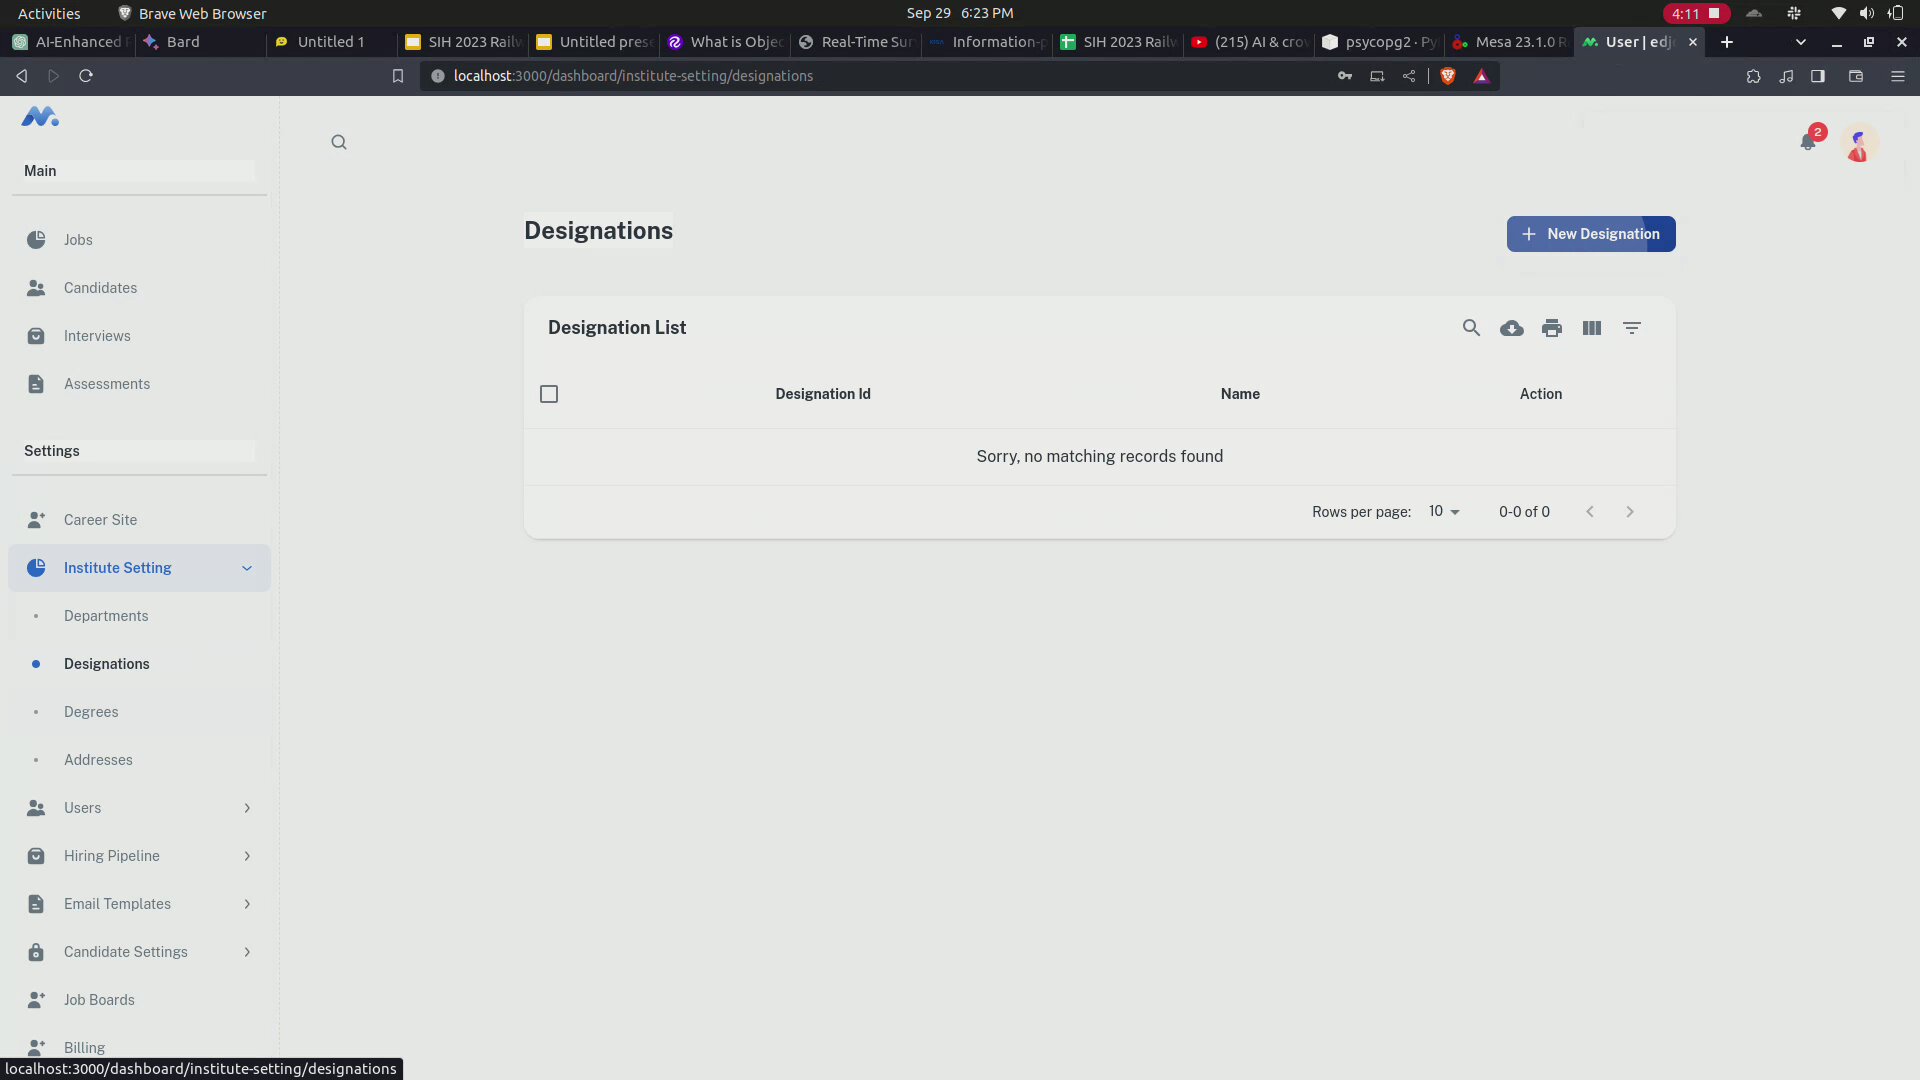 Activities
Brave Web Browser
Sep 29 6:23 PM
4:11
AI-Enhanced
Bard
Untitled 1
SIH 2023 Railw
Untitled prese
What is Objec
Real-Time Sur
Information-p
SIH 2023 Railw
(215) AI & crow
psycopg2 · Py
Mesa 23.1.0 R
User | edjo
localhost:3000/dashboard/institute-setting/designations
Main
Jobs
Candidates
Interviews
Assessments
Settings
Career Site
Institute Setting
Departments
Designations
Degrees
Addresses
Users
Hiring Pipeline
Email Templates
Candidate Settings
Job Boards
Billing
2
Designations
New Designation
Designation List
Designation Id
Name
Action
Sorry, no matching records found
Rows per page:
10
0-0 of 0
localhost:3000/dashboard/institute-setting/designations